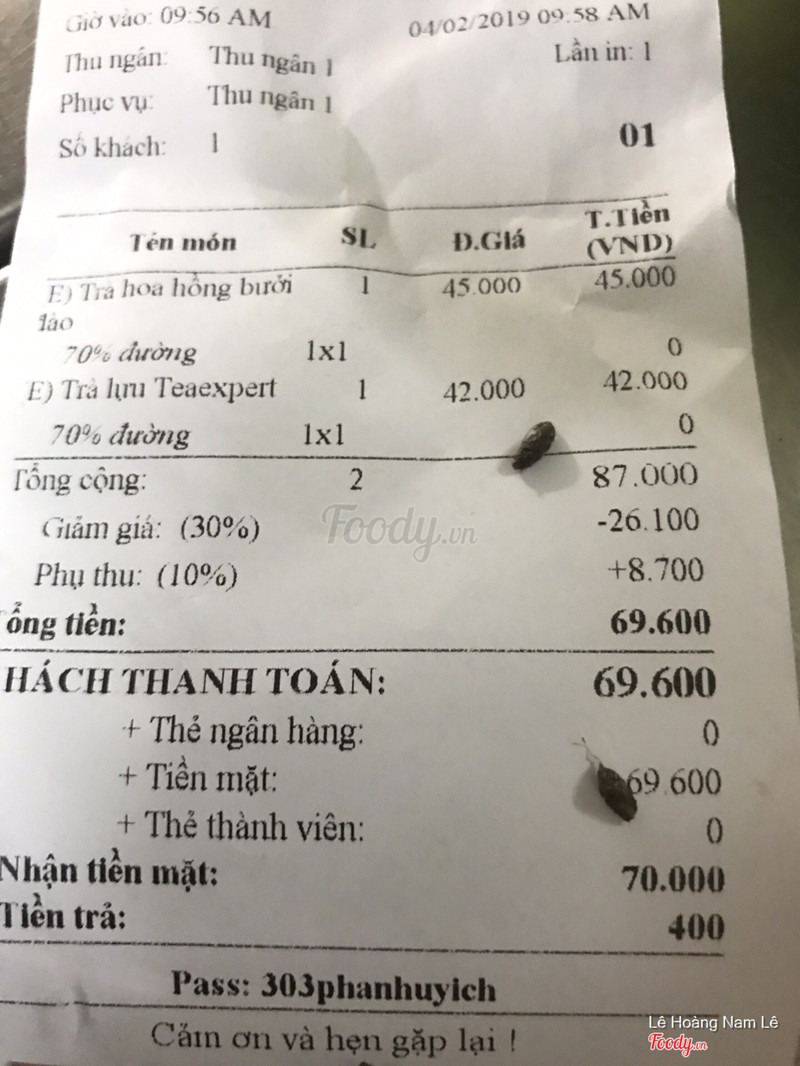 Giờ vào: 09:56 AM 04/02/2019 09:58 AM
Thu ngân: Thu ngân 1 Lần in: 1
Phục vụ: Thu ngân 1
Số khách: 1 01
Tên món SL Đ.Giá T.Tiền (VND)
E) Trà hoa hồng bưởi 1 45.000 45.000
đào
70% đường 1x1 0
E) Trà lựu Teaexpert 1 42.000 42.000
70% đường 1x1 0
Tổng cộng: 2 87.000
Giảm giá: (30%) -26.100
Phụ thu: (10%) +8.700
Tổng tiền: 69.600
HÁCH THANH TOÁN: 69.600
+ Thẻ ngân hàng: 0
+ Tiền mặt: 69.600
+ Thẻ thành viên: 0
Nhận tiền mặt: 70.000
Tiền trả: 400
Pass: 303phanhuyich
Cảm ơn và hẹn gặp lại !
Foody.vn
Lê Hoàng Nam Lê
Foody.vn